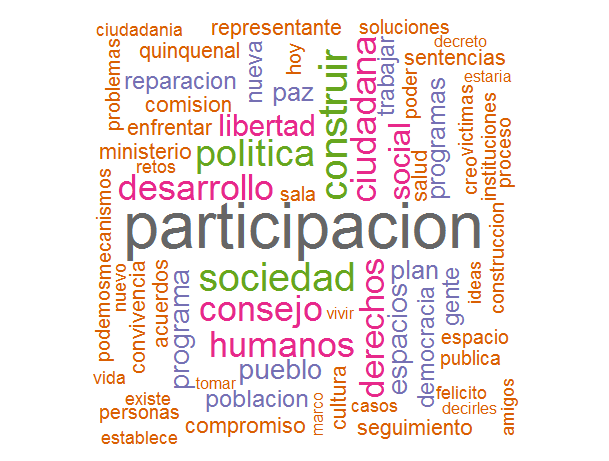 ciudadania
representante
soluciones
quinquenal
nueva
hoy
construir
ciudadana
trabajar
decreto
sentencias
estaria
problemas
reparacion
paz
poder
programas
comision
enfrentar
libertad
social
salud
creo
victimas
instituciones
proceso
ministerio
politica
retos
desarrollo
sala
participacion
podemos
mecanismos
nuevo
convivencia
acuerdos
programa
sociedad
derechos
espacios
plan
democracia
gente
ideas
construccion
consejo
vivir
humanos
espacio
publica
pueblo
vida
tomar
existe
poblacion
marco
cultura
casos
felicito
decirles
amigos
personas
compromiso
seguimiento
establece